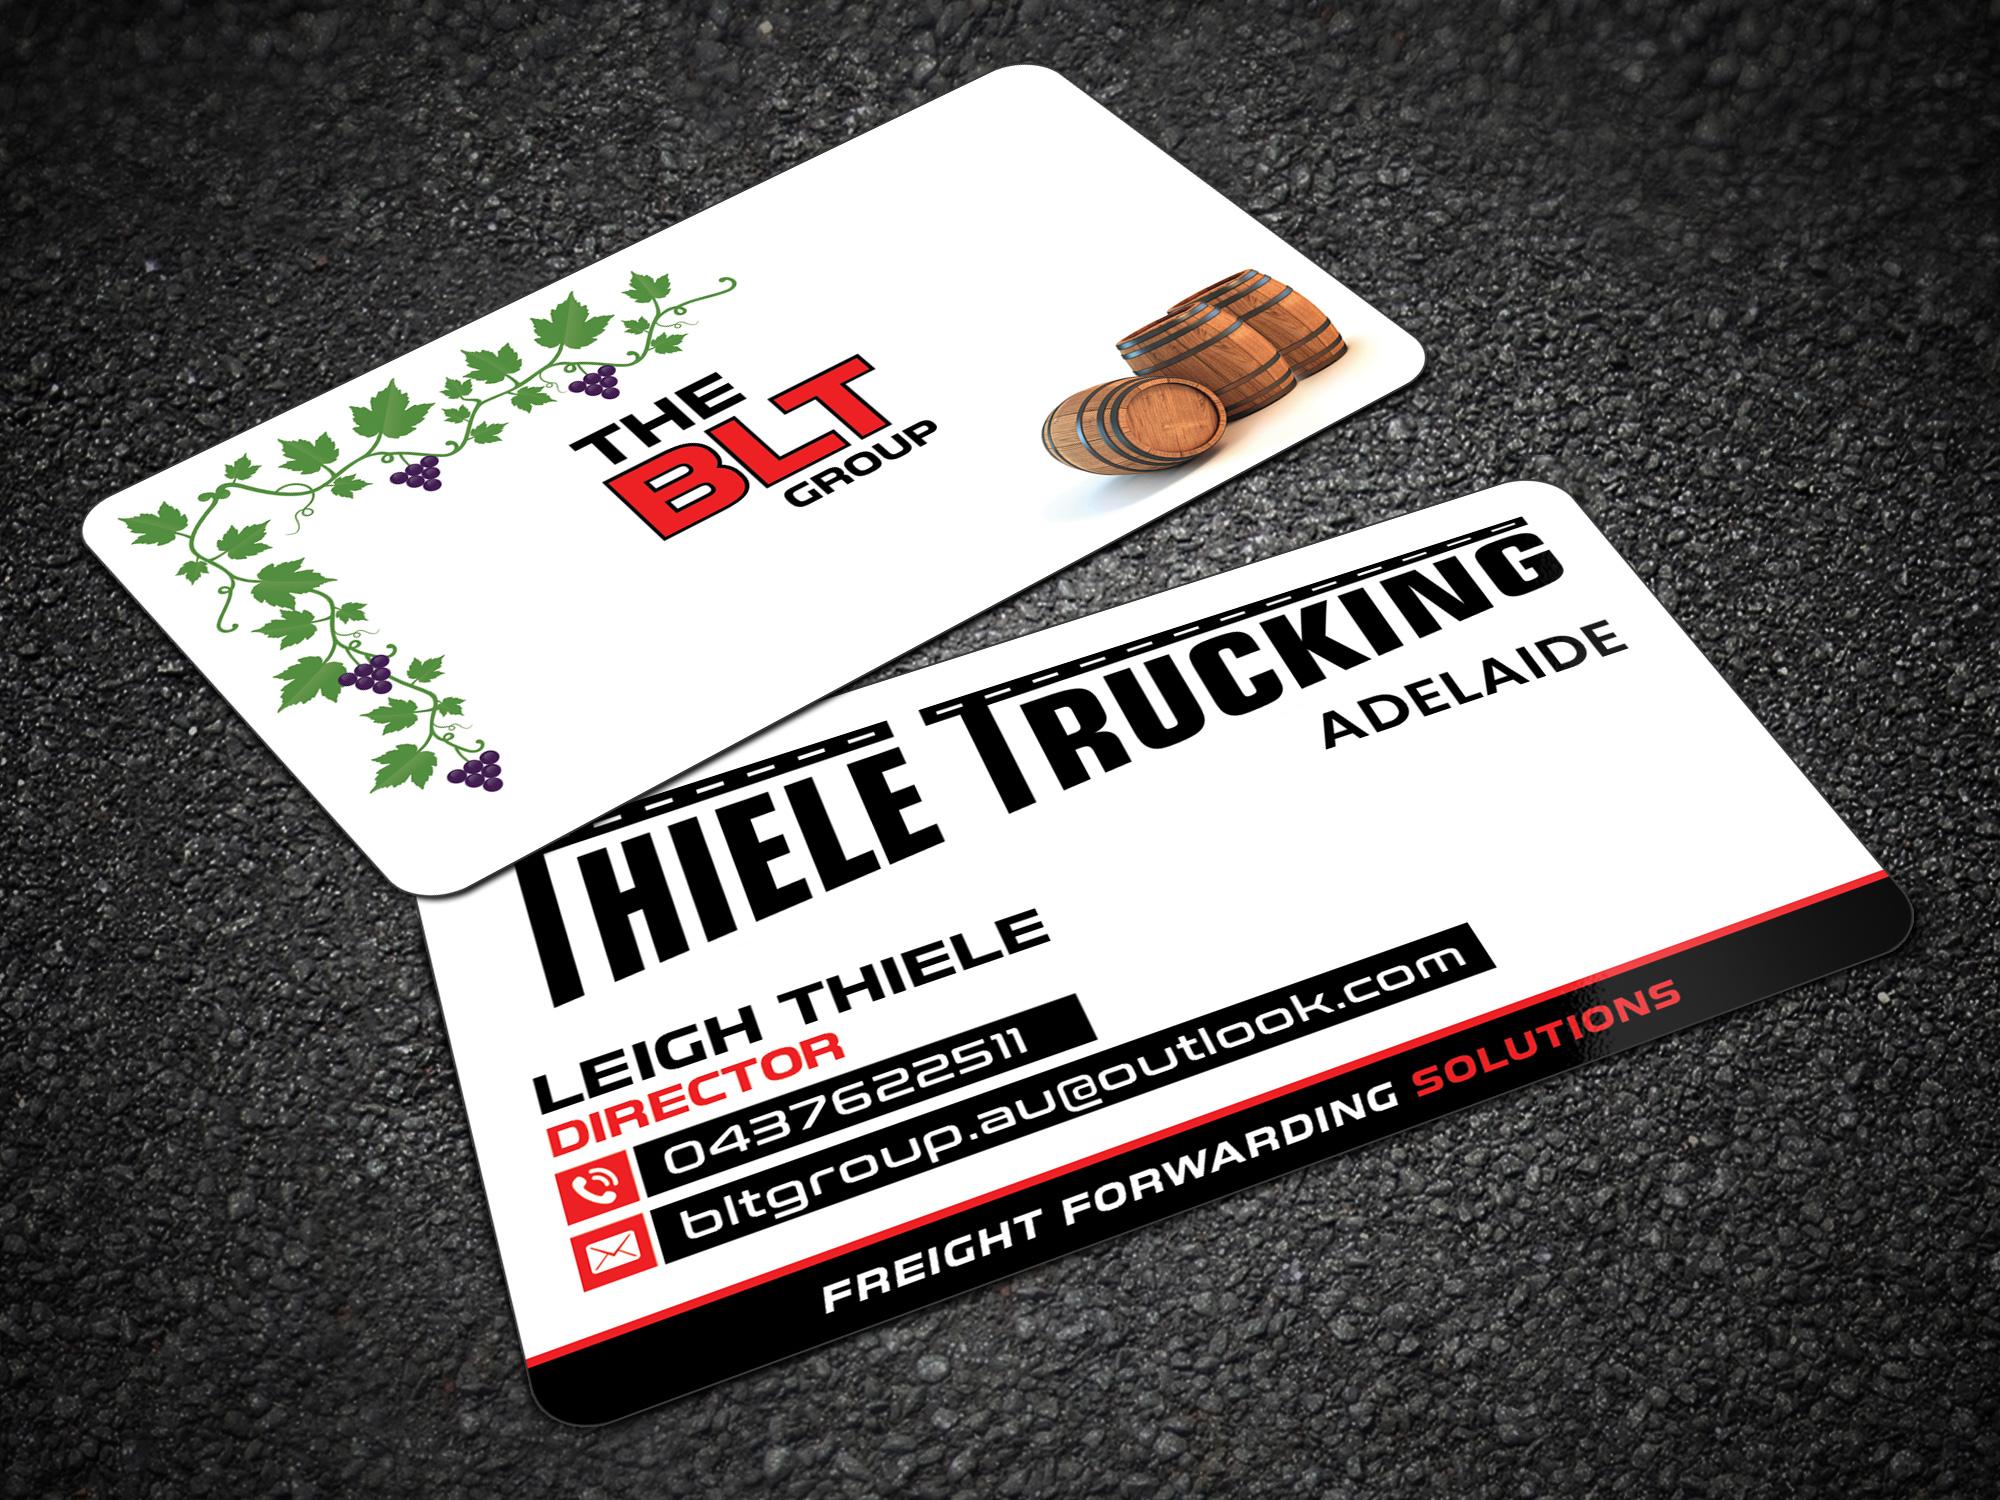 THE
BLT
GROUP
THIELE TRUCKING
ADELAIDE
LEIGH THIELE
DIRECTOR
0437622511
bltgroup.au@outlook.com
FREIGHT FORWARDING SOLUTIONS